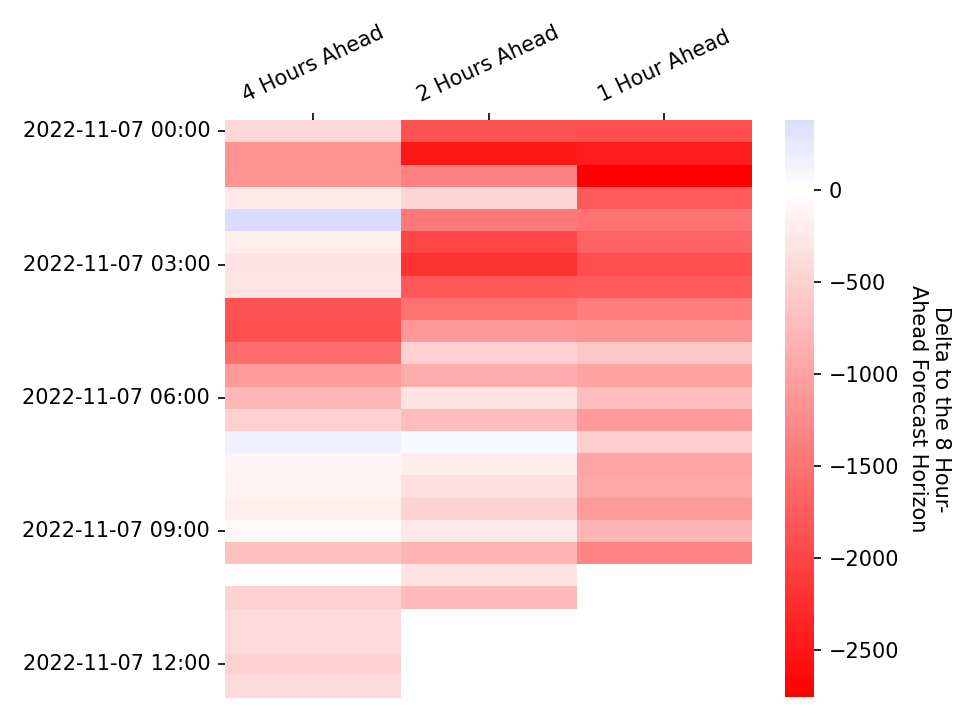 4 Hours Ahead
2 Hours Ahead
1 Hour Ahead
2022-11-07 00:00
2022-11-07 03:00
2022-11-07 06:00
2022-11-07 09:00
2022-11-07 12:00
0
−500
−1000
−1500
−2000
−2500
Delta to the 8 Hour-
Ahead Forecast Horizon